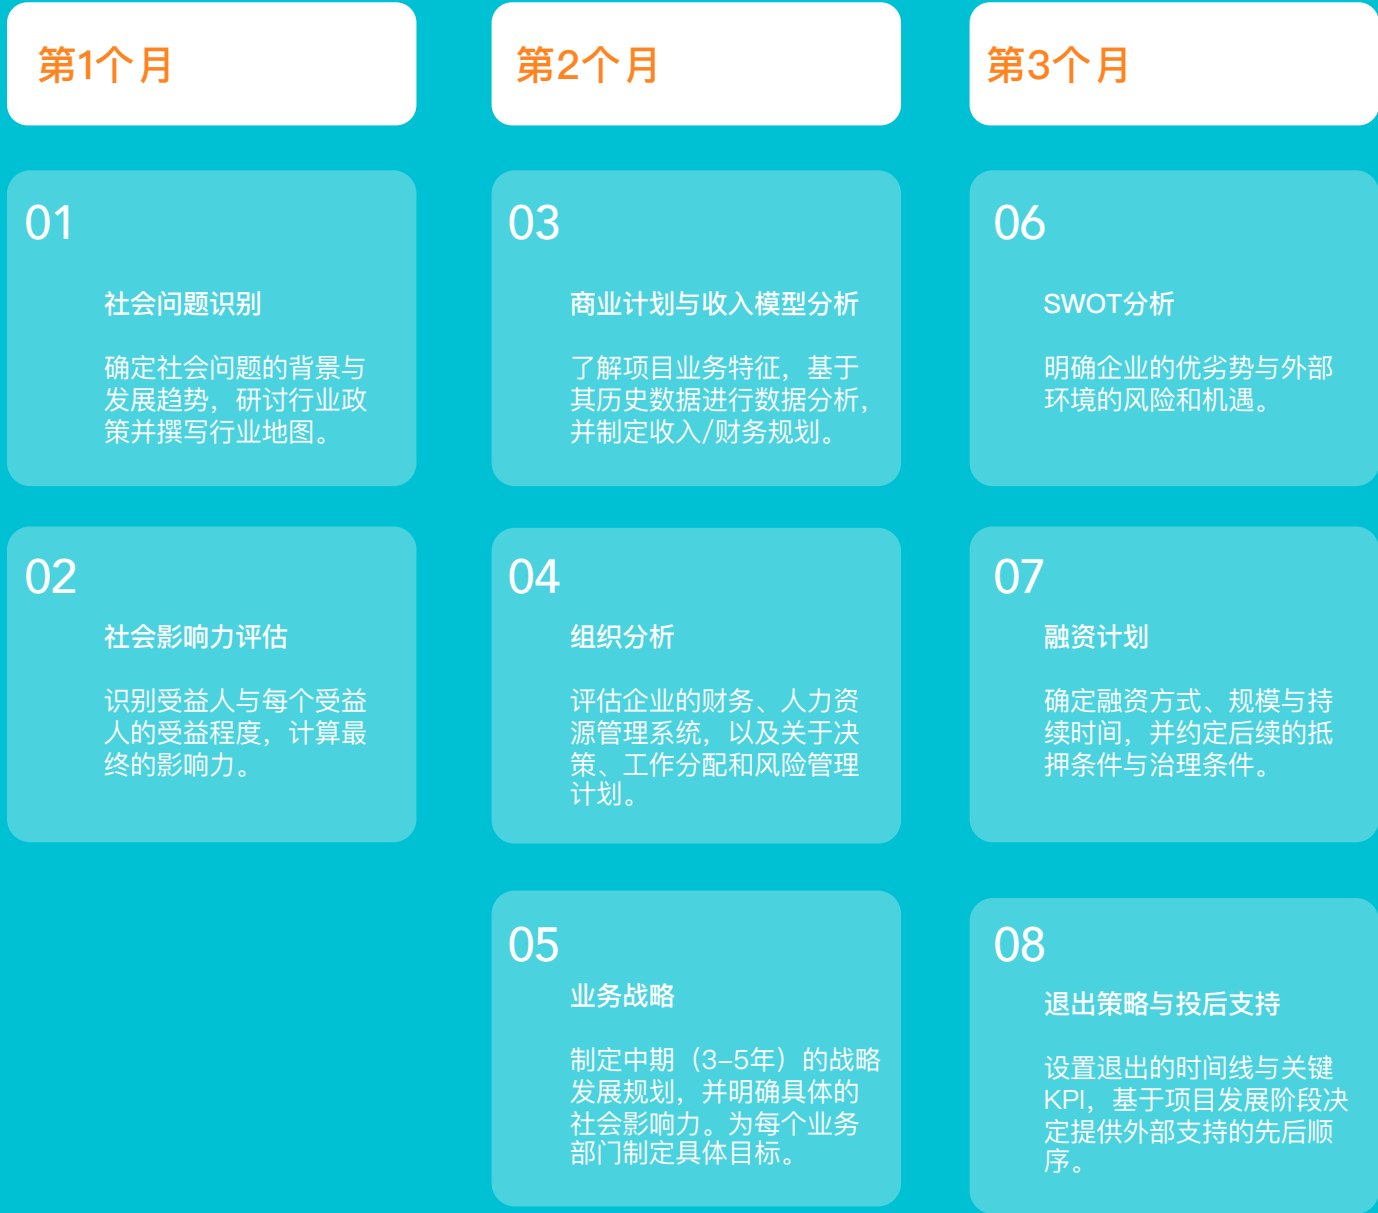 第1个月
01
社会问题识别
确定社会问题的背景与
发展趋势，研讨行业政
策并撰写行业地图。
02
社会影响力评估
识别受益人与每个受益
人的受益程度，计算最
终的影响力。
第2个月
03
商业计划与收入模型分析
了解项目业务特征，基于
其历史数据进行数据分析，
并制定收入/财务规划。
04
组织分析
评估企业的财务、人力资
源管理系统，以及关于决
策、工作分配和风险管理
计划。
05
业务战略
制定中期（3–5年）的战略
发展规划，并明确具体的
社会影响力。为每个业务
部门制定具体目标。
第3个月
06
SWOT分析
明确企业的优劣势与外部
环境的风险和机遇。
07
融资计划
确定融资方式、规模与持
续时间，并约定后续的抵
押条件与治理条件。
08
退出策略与投后支持
设置退出的时间线与关键
KPI，基于项目发展阶段决
定提供外部支持的先后顺
序。